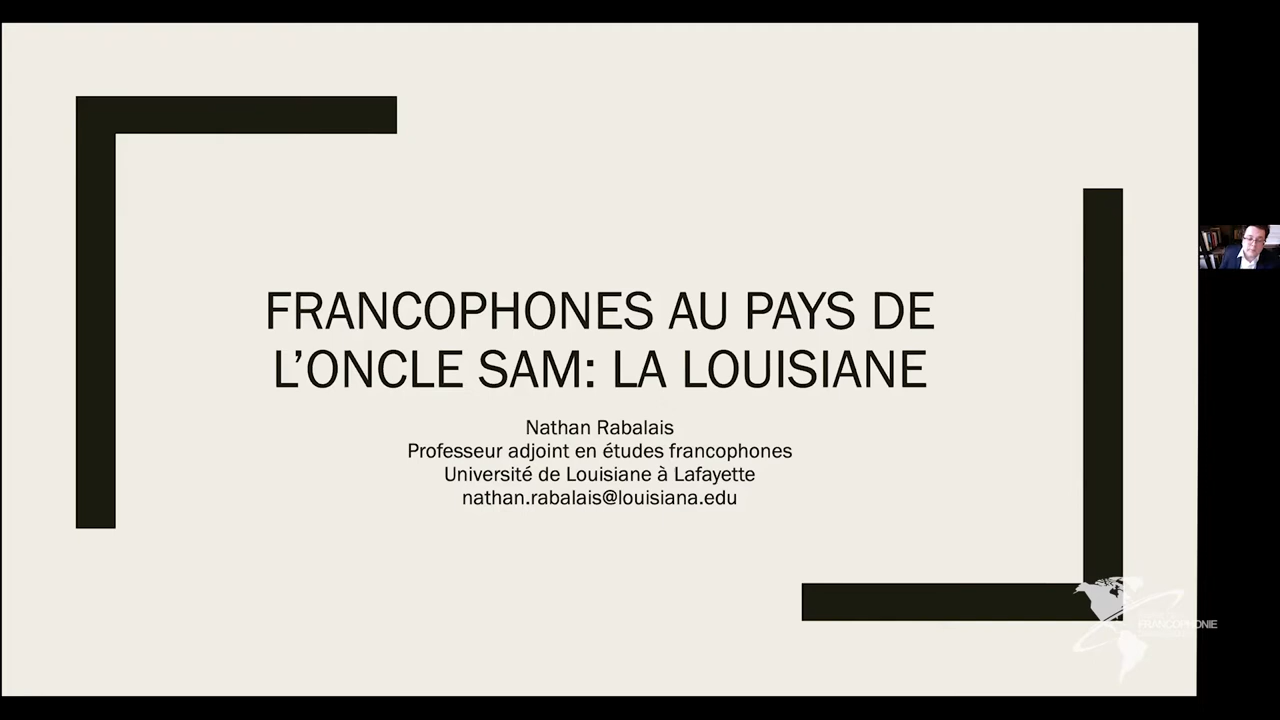 FRANCOPHONES AU PAYS DE
L’ONCLE SAM: LA LOUISIANE
Nathan Rabalais
Professeur adjoint en études francophones
Université de Louisiane à Lafayette
nathan.rabalais@louisiana.edu
FRANCOPHONIE